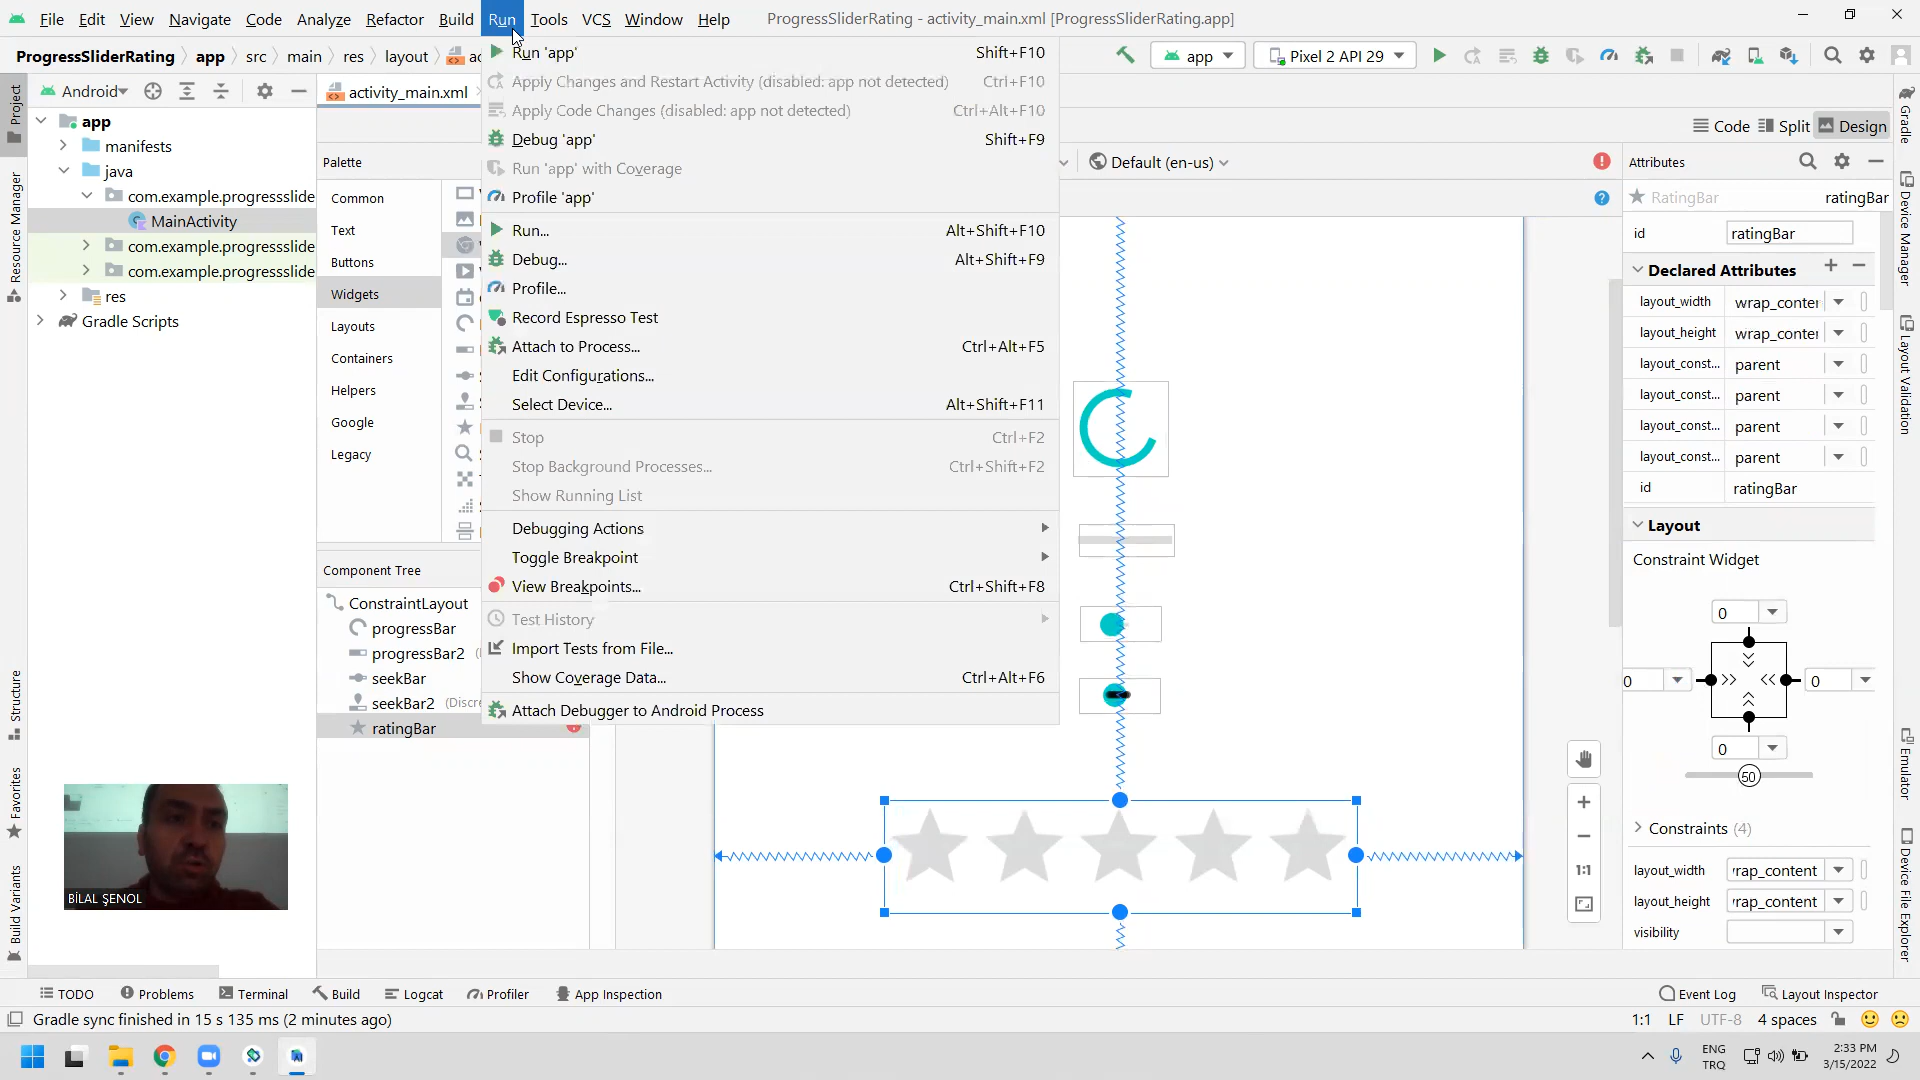 File Edit View Navigate Code Analyze Refactor Build Run Tools VCS Window Help ProgressSliderRating - activity_main.xml [ProgressSliderRating.app]
ProgressSliderRating app src main res layout
app Pixel 2 API 29
Android
activity_main.xml
Code Split Design
Project
Resource Manager
Structure
Favorites
Build Variants
app
manifests
java
com.example.progressslide
MainActivity
com.example.progressslide
com.example.progressslide
res
Gradle Scripts
Palette
Common
Text
Buttons
Widgets
Layouts
Containers
Helpers
Google
Legacy
Component Tree
ConstraintLayout
progressBar
progressBar2
seekBar
seekBar2 (Discre
ratingBar
Run 'app' Shift+F10
Apply Changes and Restart Activity (disabled: app not detected) Ctrl+F10
Apply Code Changes (disabled: app not detected) Ctrl+Alt+F10
Debug 'app' Shift+F9
Run 'app' with Coverage
Profile 'app'
Run... Alt+Shift+F10
Debug... Alt+Shift+F9
Profile...
Record Espresso Test
Attach to Process... Ctrl+Alt+F5
Edit Configurations...
Select Device... Alt+Shift+F11
Stop Ctrl+F2
Stop Background Processes... Ctrl+Shift+F2
Show Running List
Debugging Actions
Toggle Breakpoint
View Breakpoints... Ctrl+Shift+F8
Test History
Import Tests from File...
Show Coverage Data... Ctrl+Alt+F6
Attach Debugger to Android Process
Default (en-us)
1:1
Attributes
RatingBar ratingBar
id ratingBar
Declared Attributes
layout_width wrap_conter
layout_height wrap_conter
layout_const... parent
layout_const... parent
layout_const... parent
layout_const... parent
id ratingBar
Layout
Constraint Widget
0
0 0
0
50
Constraints (4)
layout_width
layout_height
visibility
Gradle
Device Manager
Layout Validation
Emulator
Device File Explorer
BİLAL ŞENOL
TODO Problems Terminal Build Logcat Profiler App Inspection Event Log Layout Inspector
Gradle sync finished in 15 s 135 ms (2 minutes ago) 1:1 LF UTF-8 4 spaces
ENG
TRQ
2:33 PM
3/15/2022